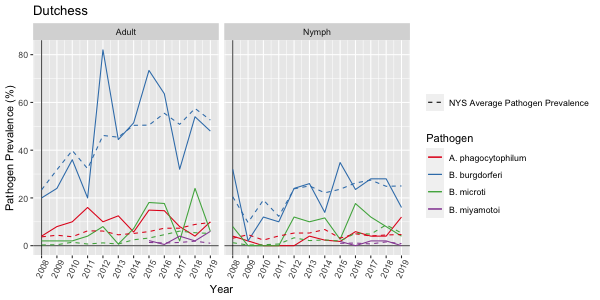 Dutchess
Adult
Nymph
Pathogen Prevalence (%)
80
60
40
20
0
2008
2009
2010
2011
2012
2013
2014
2015
2016
2017
2018
2019
2008
2009
2010
2011
2012
2013
2014
2015
2016
2017
2018
2019
Year
NYS Average Pathogen Prevalence
Pathogen
A. phagocytophilum
B. burgdorferi
B. microti
B. miyamotoi